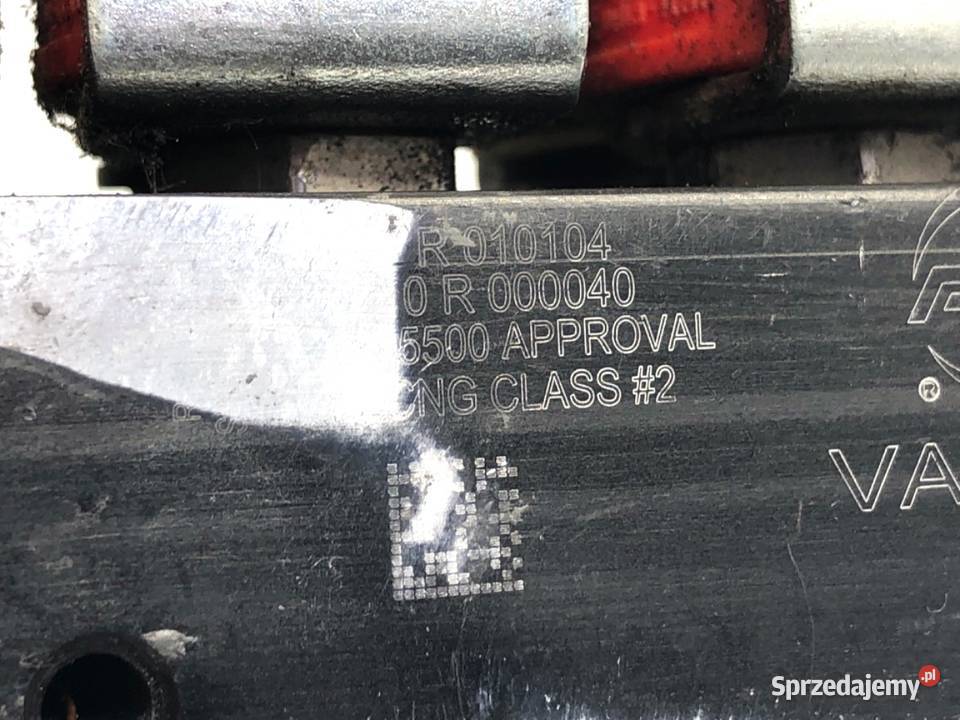 R 010104
0 R 000040
5500 APPROVAL
CNG CLASS #2
®
VA
Sprzedajemy.pl